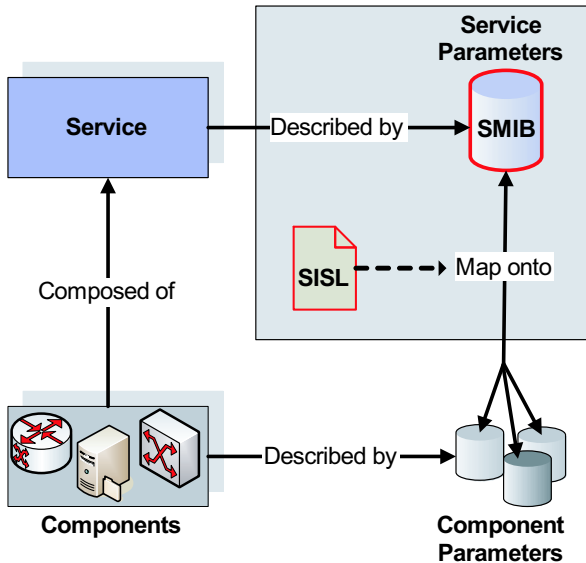 Service
Parameters
Service
Described by
SMIB
SISL
Map onto
Composed of
Described by
Components
Component
Parameters